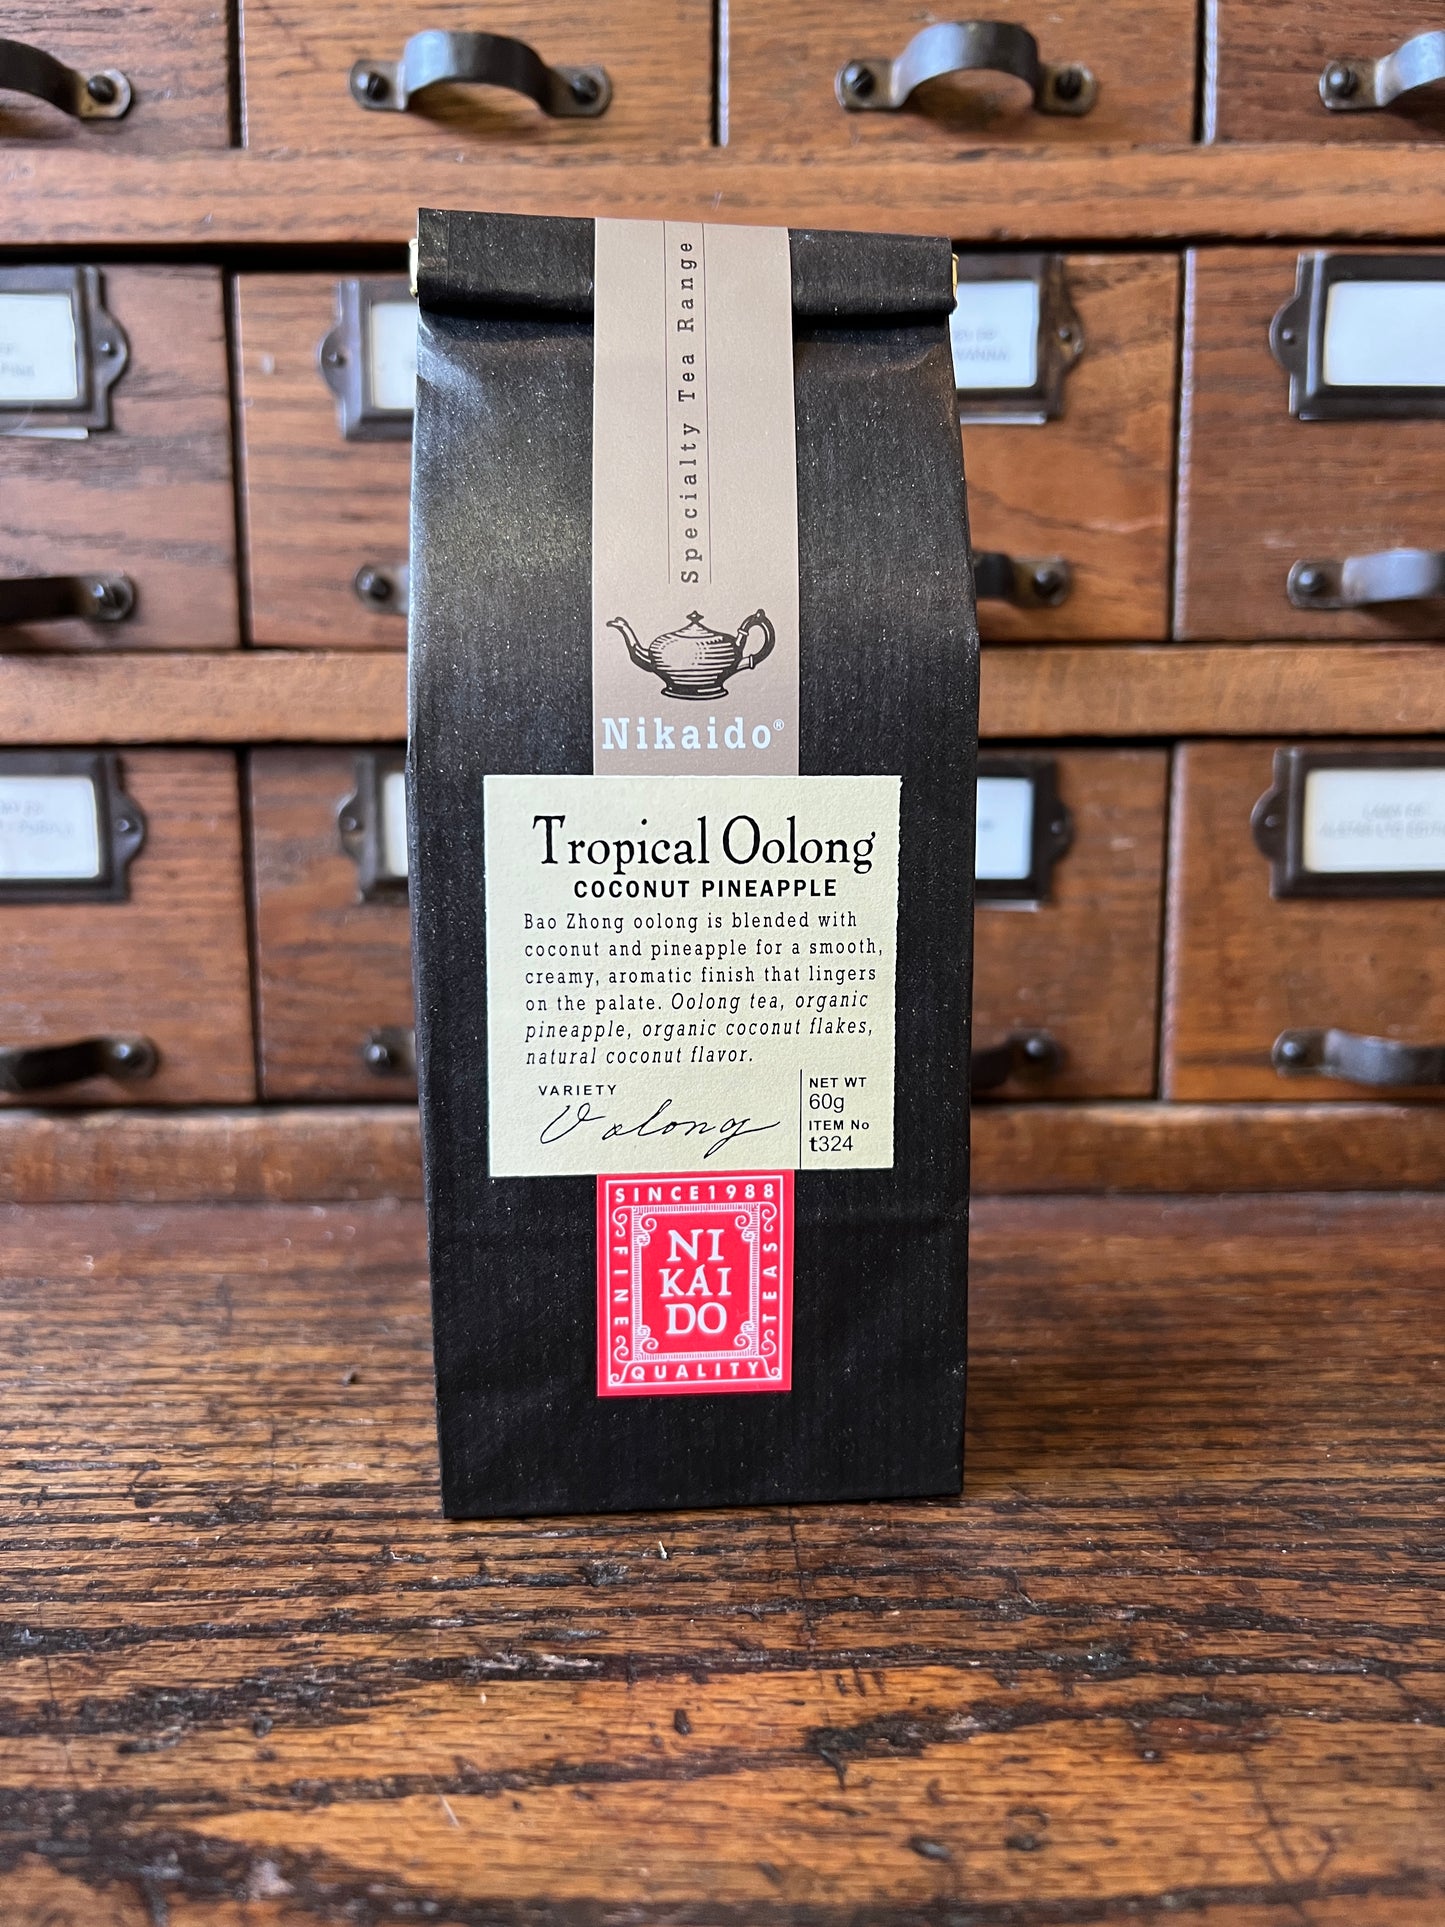 Specialty Tea Range
Nikaido®
Tropical Oolong
COCONUT PINEAPPLE
Bao Zhong oolong is blended with
coconut and pineapple for a smooth,
creamy, aromatic finish that lingers
on the palate. Oolong tea, organic
pineapple, organic coconut flakes,
natural coconut flavor.
VARIETY
Oolong
NET WT
60g
ITEM No
t324
SINCE 1988
FINE
NI
KAI
DO
TEAS
QUALITY